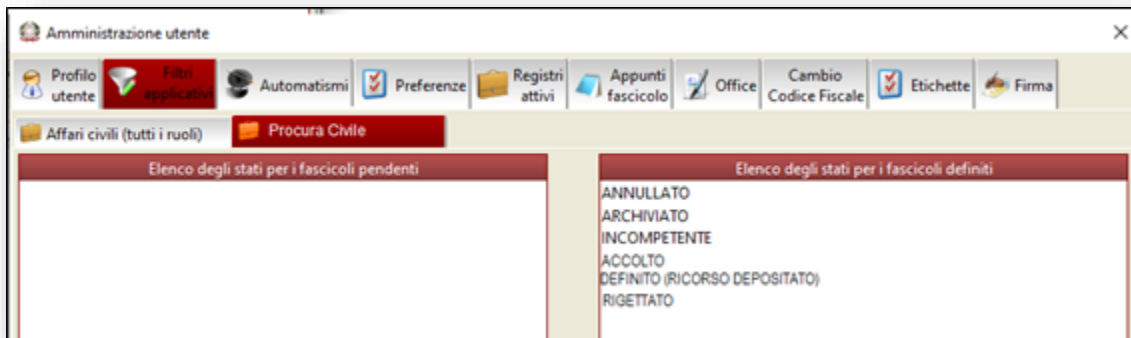 Amministrazione utente
Profilo utente
Filtri applicativi
Automatismi
Preferenze
Registri attivi
Appunti fascicolo
Office
Cambio Codice Fiscale
Etichette
Firma
Affari civili (tutti i ruoli)
Procura Civile
Elenco degli stati per i fascicoli pendenti
Elenco degli stati per i fascicoli definiti
ANNULLATO
ARCHIVIATO
INCOMPETENTE
ACCOLTO
DEFINITO (RICORSO DEPOSITATO)
RIGETTATO